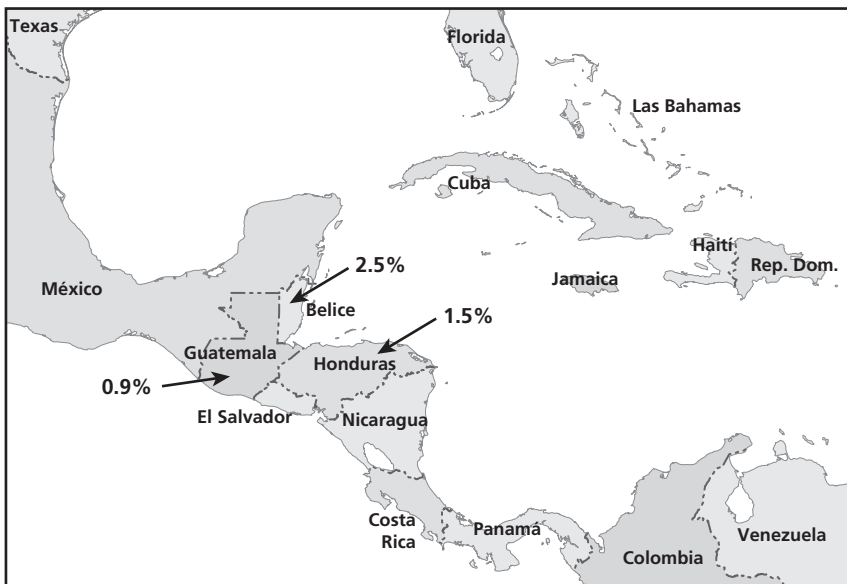 Texas
Florida
Las Bahamas
Cuba
Haití
Rep. Dom.
Jamaica
México
2.5%
Belice
1.5%
Guatemala
Honduras
0.9%
El Salvador
Nicaragua
Costa
Rica
Panamá
Venezuela
Colombia